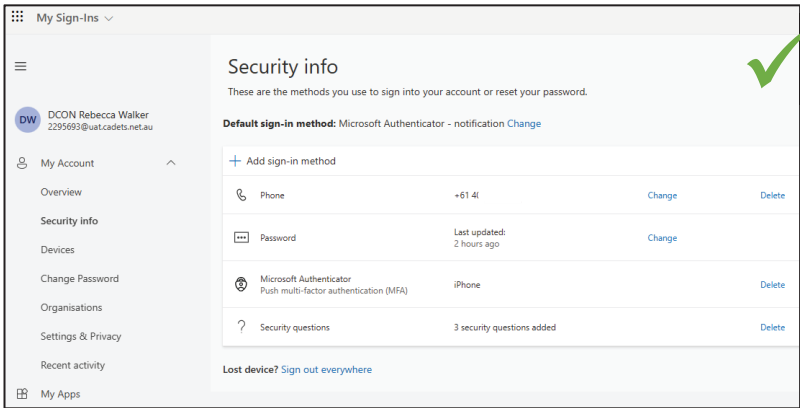 My Sign-Ins
Security info
These are the methods you use to sign into your account or reset your password.
DW
DCON Rebecca Walker
2295693@uat.cadets.net.au
Default sign-in method: Microsoft Authenticator - notification Change
My Account
Overview
Security info
Devices
Change Password
Organisations
Settings & Privacy
Recent activity
My Apps
+ Add sign-in method
Phone +61 4 Change Delete
Password Last updated: 2 hours ago Change
Microsoft Authenticator
Push multi-factor authentication (MFA) iPhone Delete
Security questions 3 security questions added Delete
Lost device? Sign out everywhere